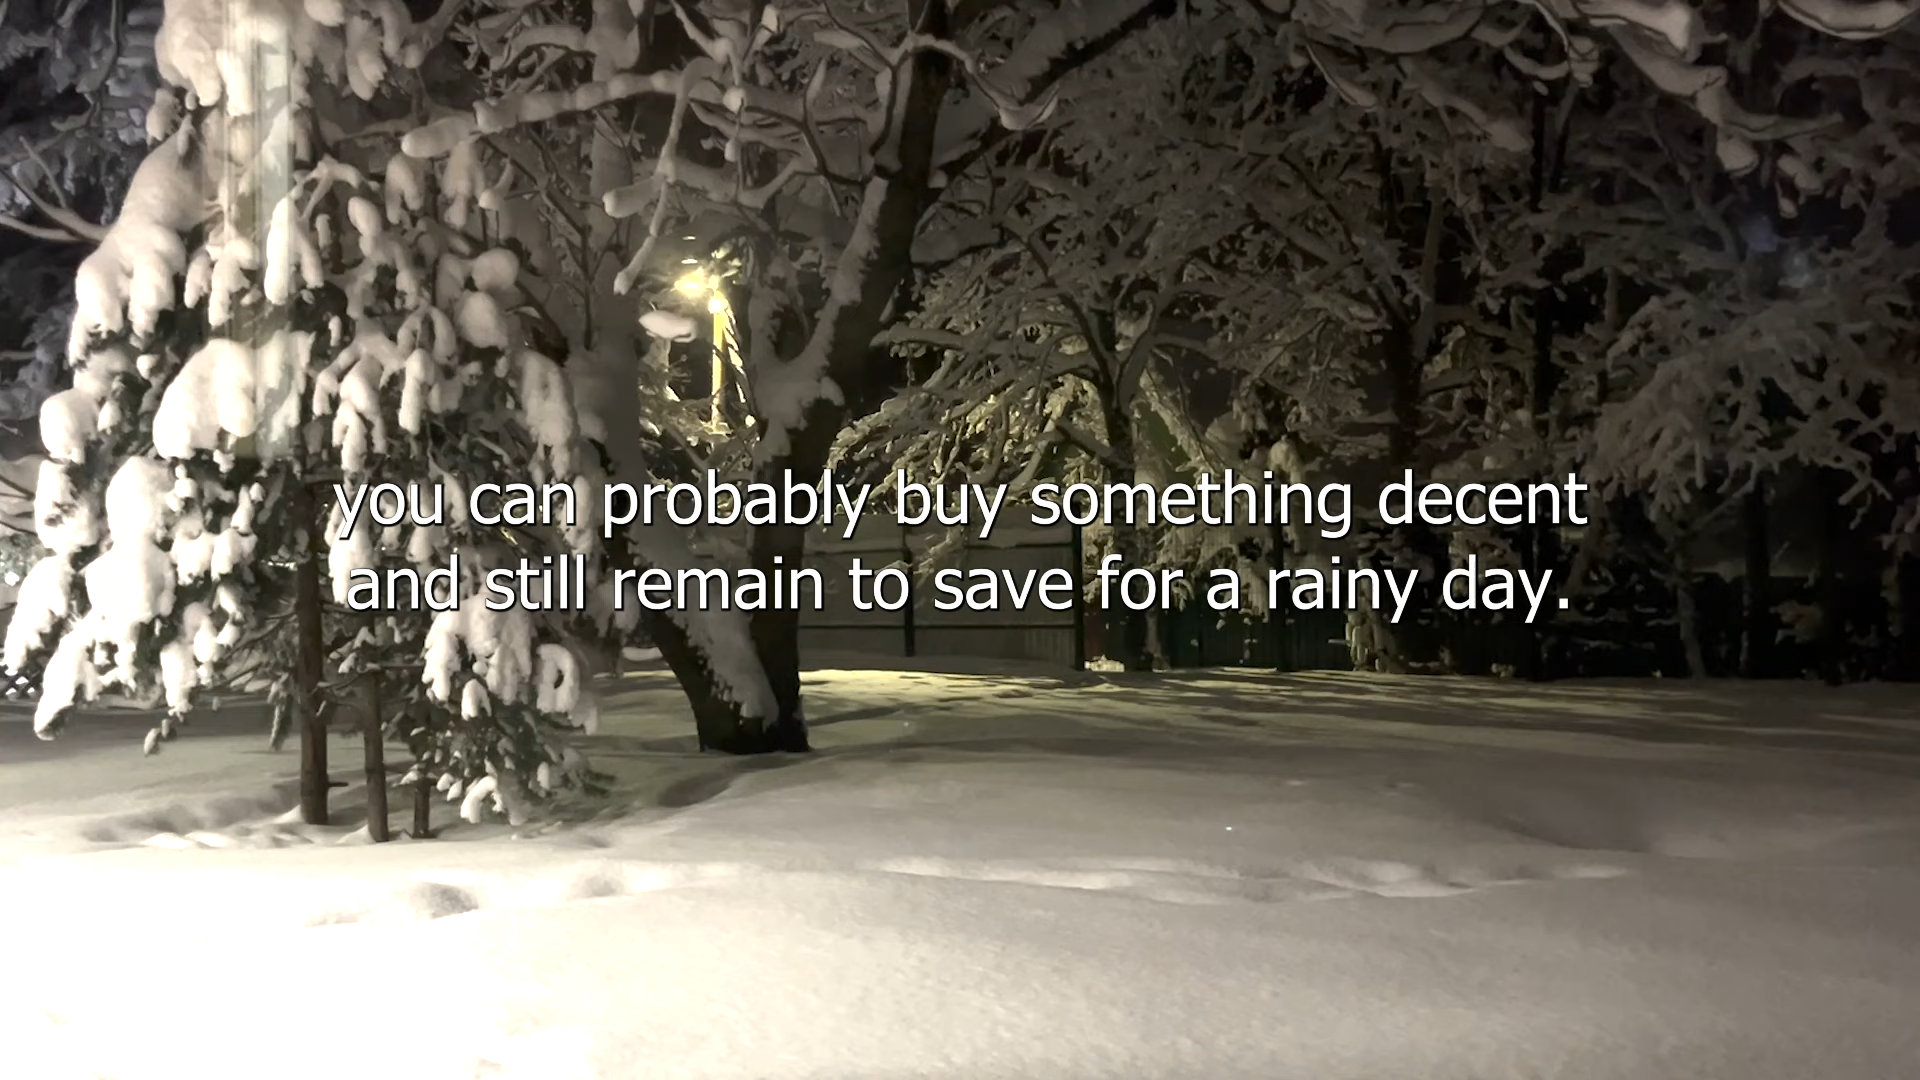 you can probably buy something decent
and still remain to save for a rainy day.